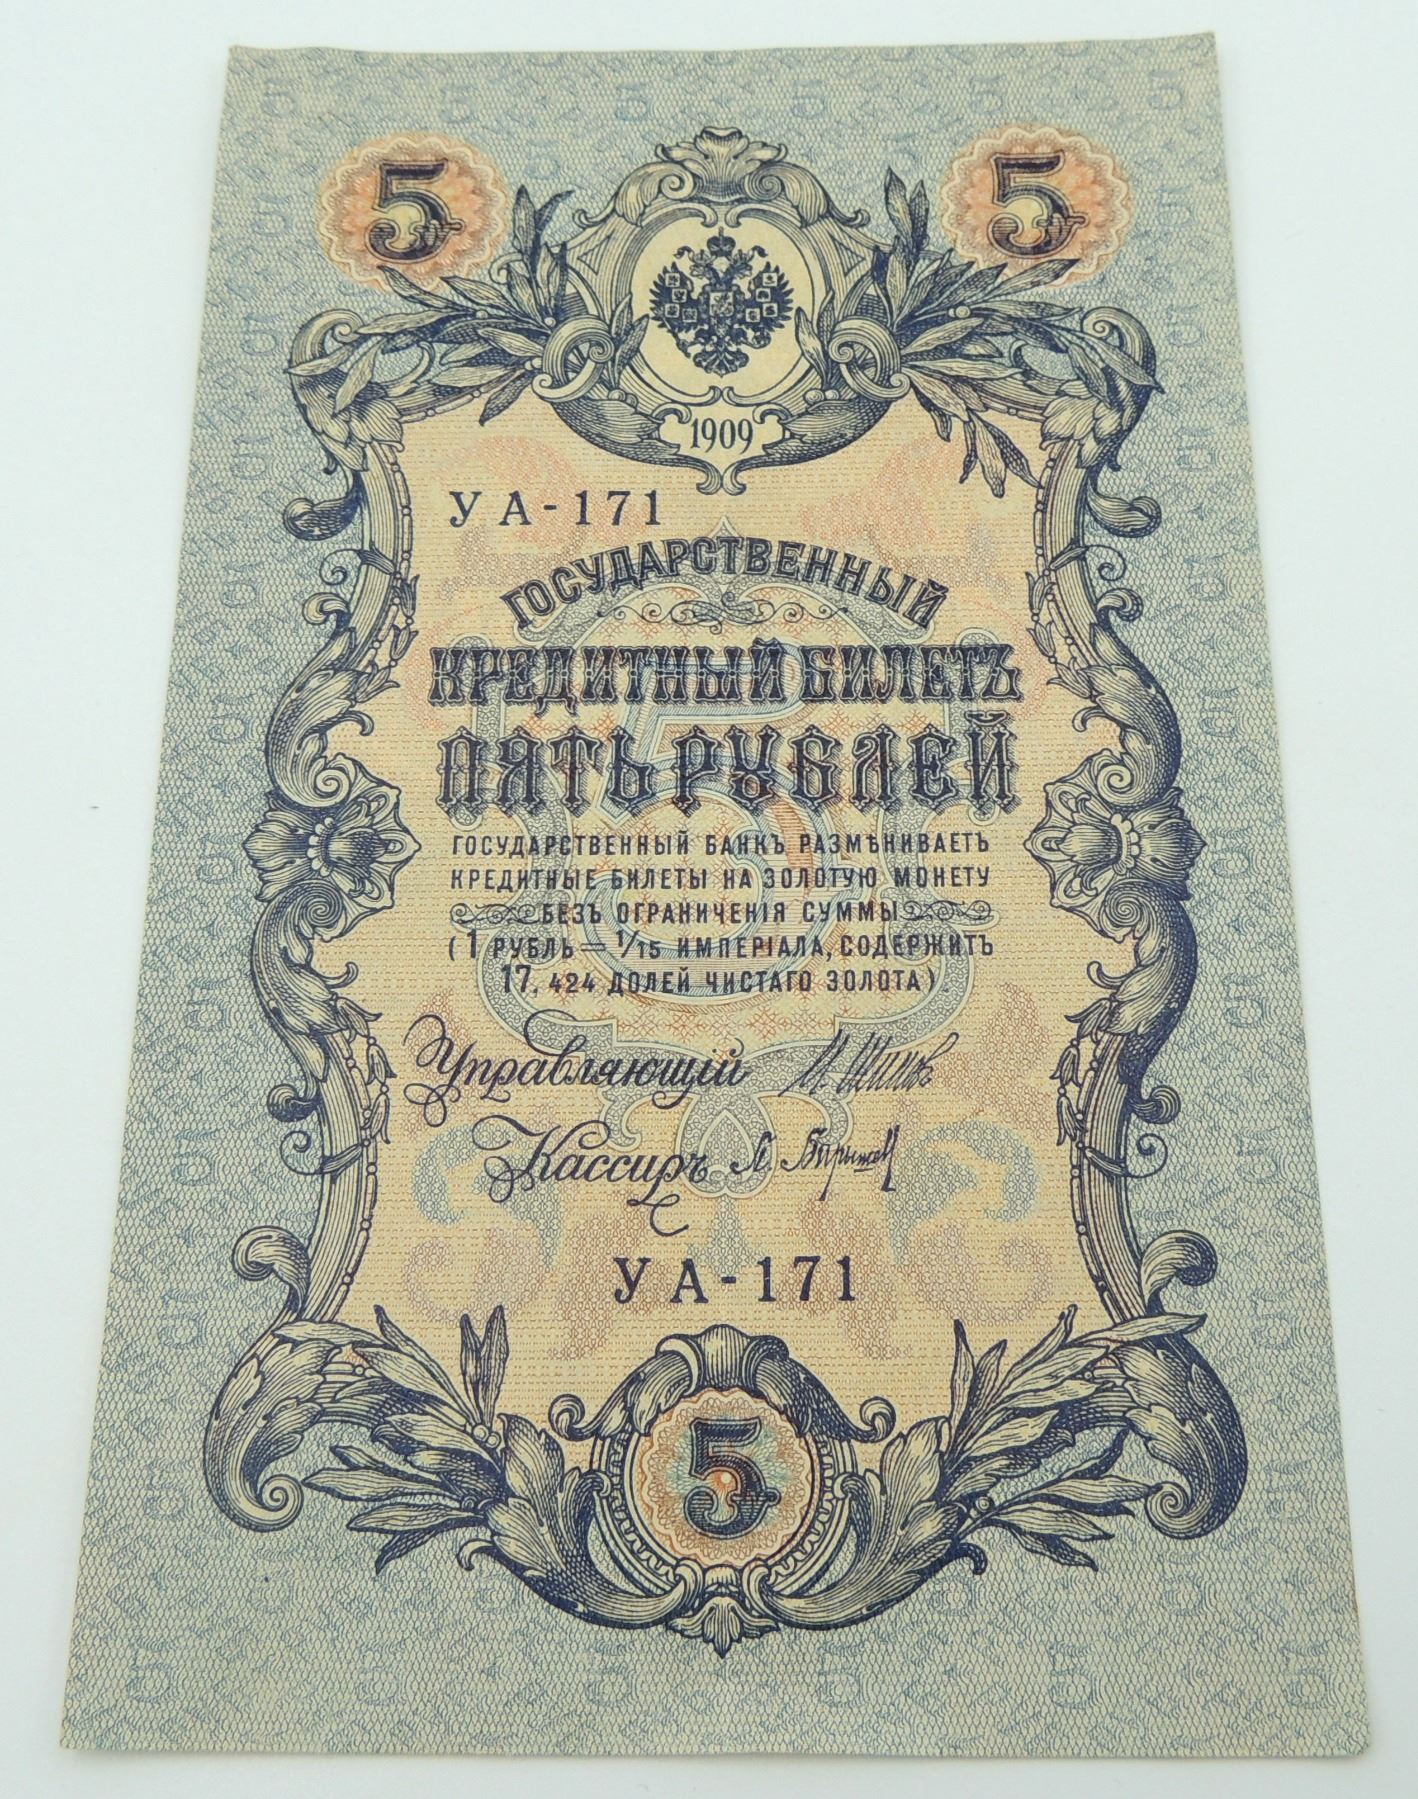 5 5
1909
УА-171
ГОСУДАРСТВЕННЫЙ
КРЕДИТНЫЙ БИЛЕТЪ
ПЯТЬ РУБЛЕЙ
ГОСУДАРСТВЕННЫЙ БАНКЪ РАЗМѢНИВАЕТЪ
КРЕДИТНЫЕ БИЛЕТЫ НА ЗОЛОТУЮ МОНЕТУ
БЕЗЪ ОГРАНИЧЕНІЯ СУММЫ
(1 РУБЛЬ = 1/15 ИМПЕРІАЛА, СОДЕРЖИТЪ
17,424 ДОЛЕЙ ЧИСТАГО ЗОЛОТА).
Управляющій И. Шипов
Кассиръ
УА-171
5